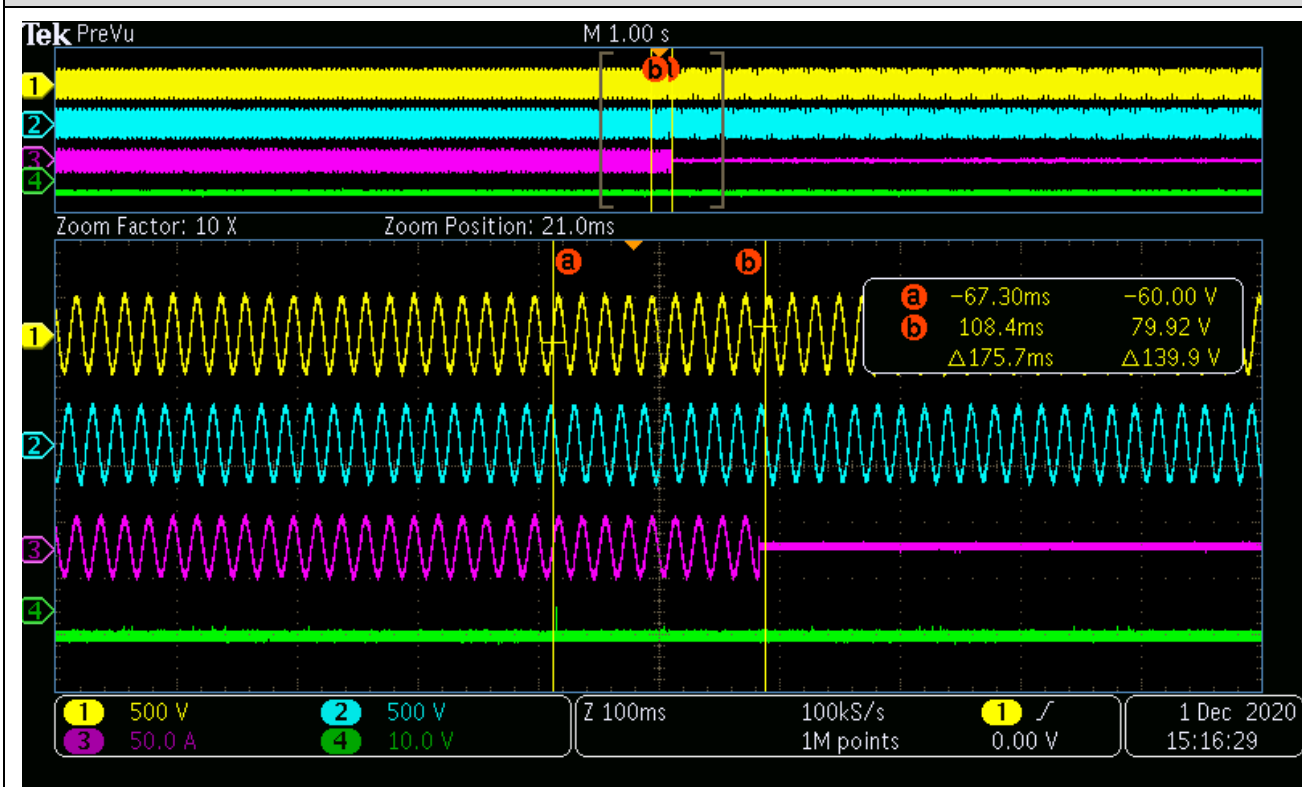 Tek PreVu M 1.00 s
b
1
2
3
4
Zoom Factor: 10 X Zoom Position: 21.0ms
a b
a -67.30ms -60.00 V
b 108.4ms 79.92 V
△175.7ms △139.9 V
1
2
3
4
1 500 V 2 500 V Z 100ms 100kS/s 1 1 Dec 2020
3 50.0 A 4 10.0 V 1M points 0.00 V 15:16:29